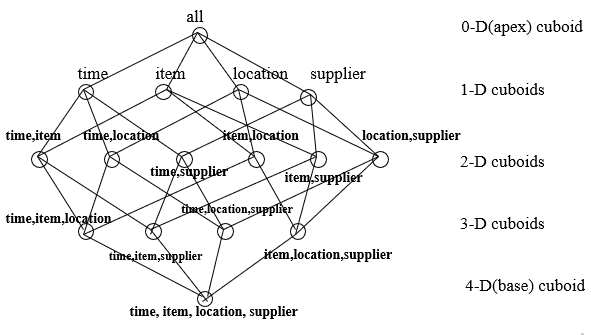 all
0-D(apex) cuboid
time
item
location
supplier
1-D cuboids
time,item
time,location
item,location
location,supplier
2-D cuboids
time,supplier
item,supplier
time,item,location
time,location,supplier
3-D cuboids
time,item,supplier
item,location,supplier
4-D(base) cuboid
time, item, location, supplier